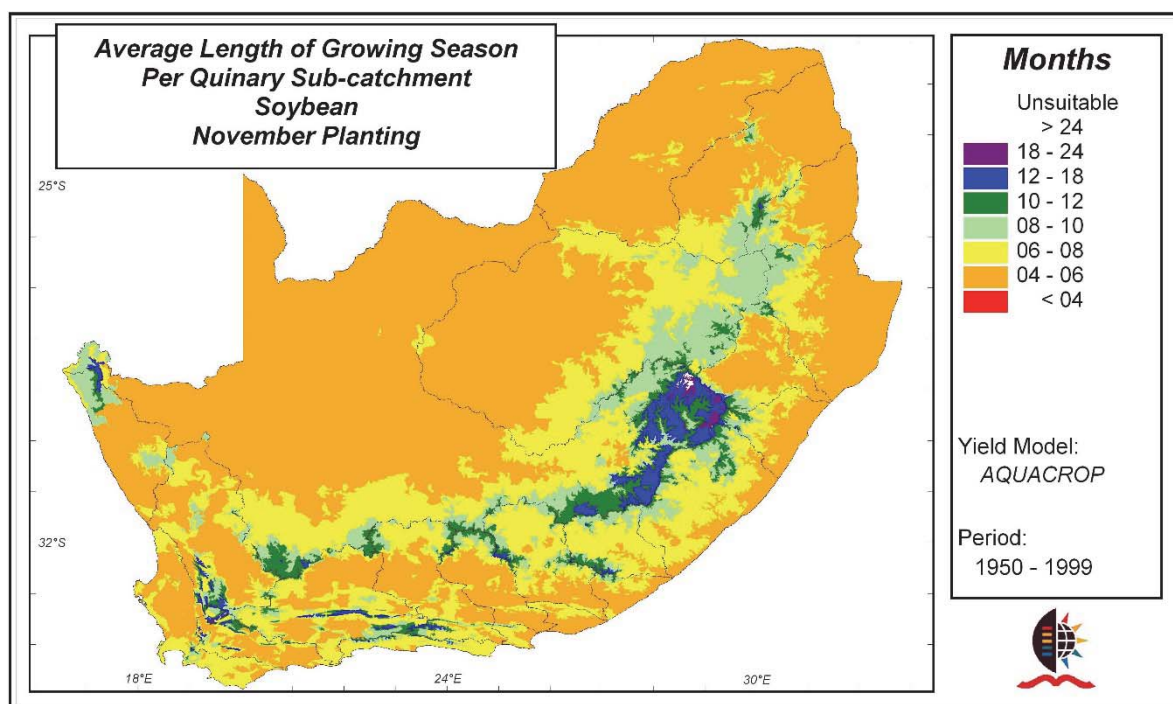 Average Length of Growing Season
Per Quinary Sub-catchment
Soybean
November Planting
Months
Unsuitable
> 24
18 - 24
12 - 18
10 - 12
08 - 10
06 - 08
04 - 06
< 04
Yield Model:
AQUACROP
Period:
1950 - 1999
25°S
32°S
18°E
24°E
30°E